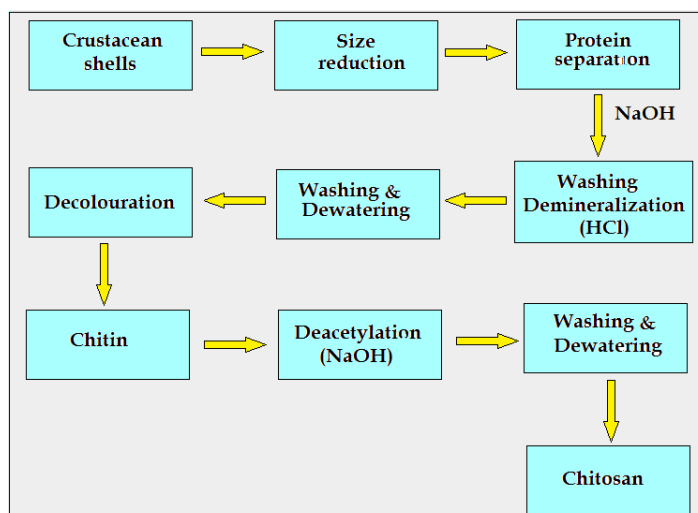 Crustacean
shells
Size
reduction
Protein
separation
NaOH
Washing
Demineralization
(HCl)
Washing &
Dewatering
Decolouration
Chitin
Deacetylation
(NaOH)
Washing &
Dewatering
Chitosan